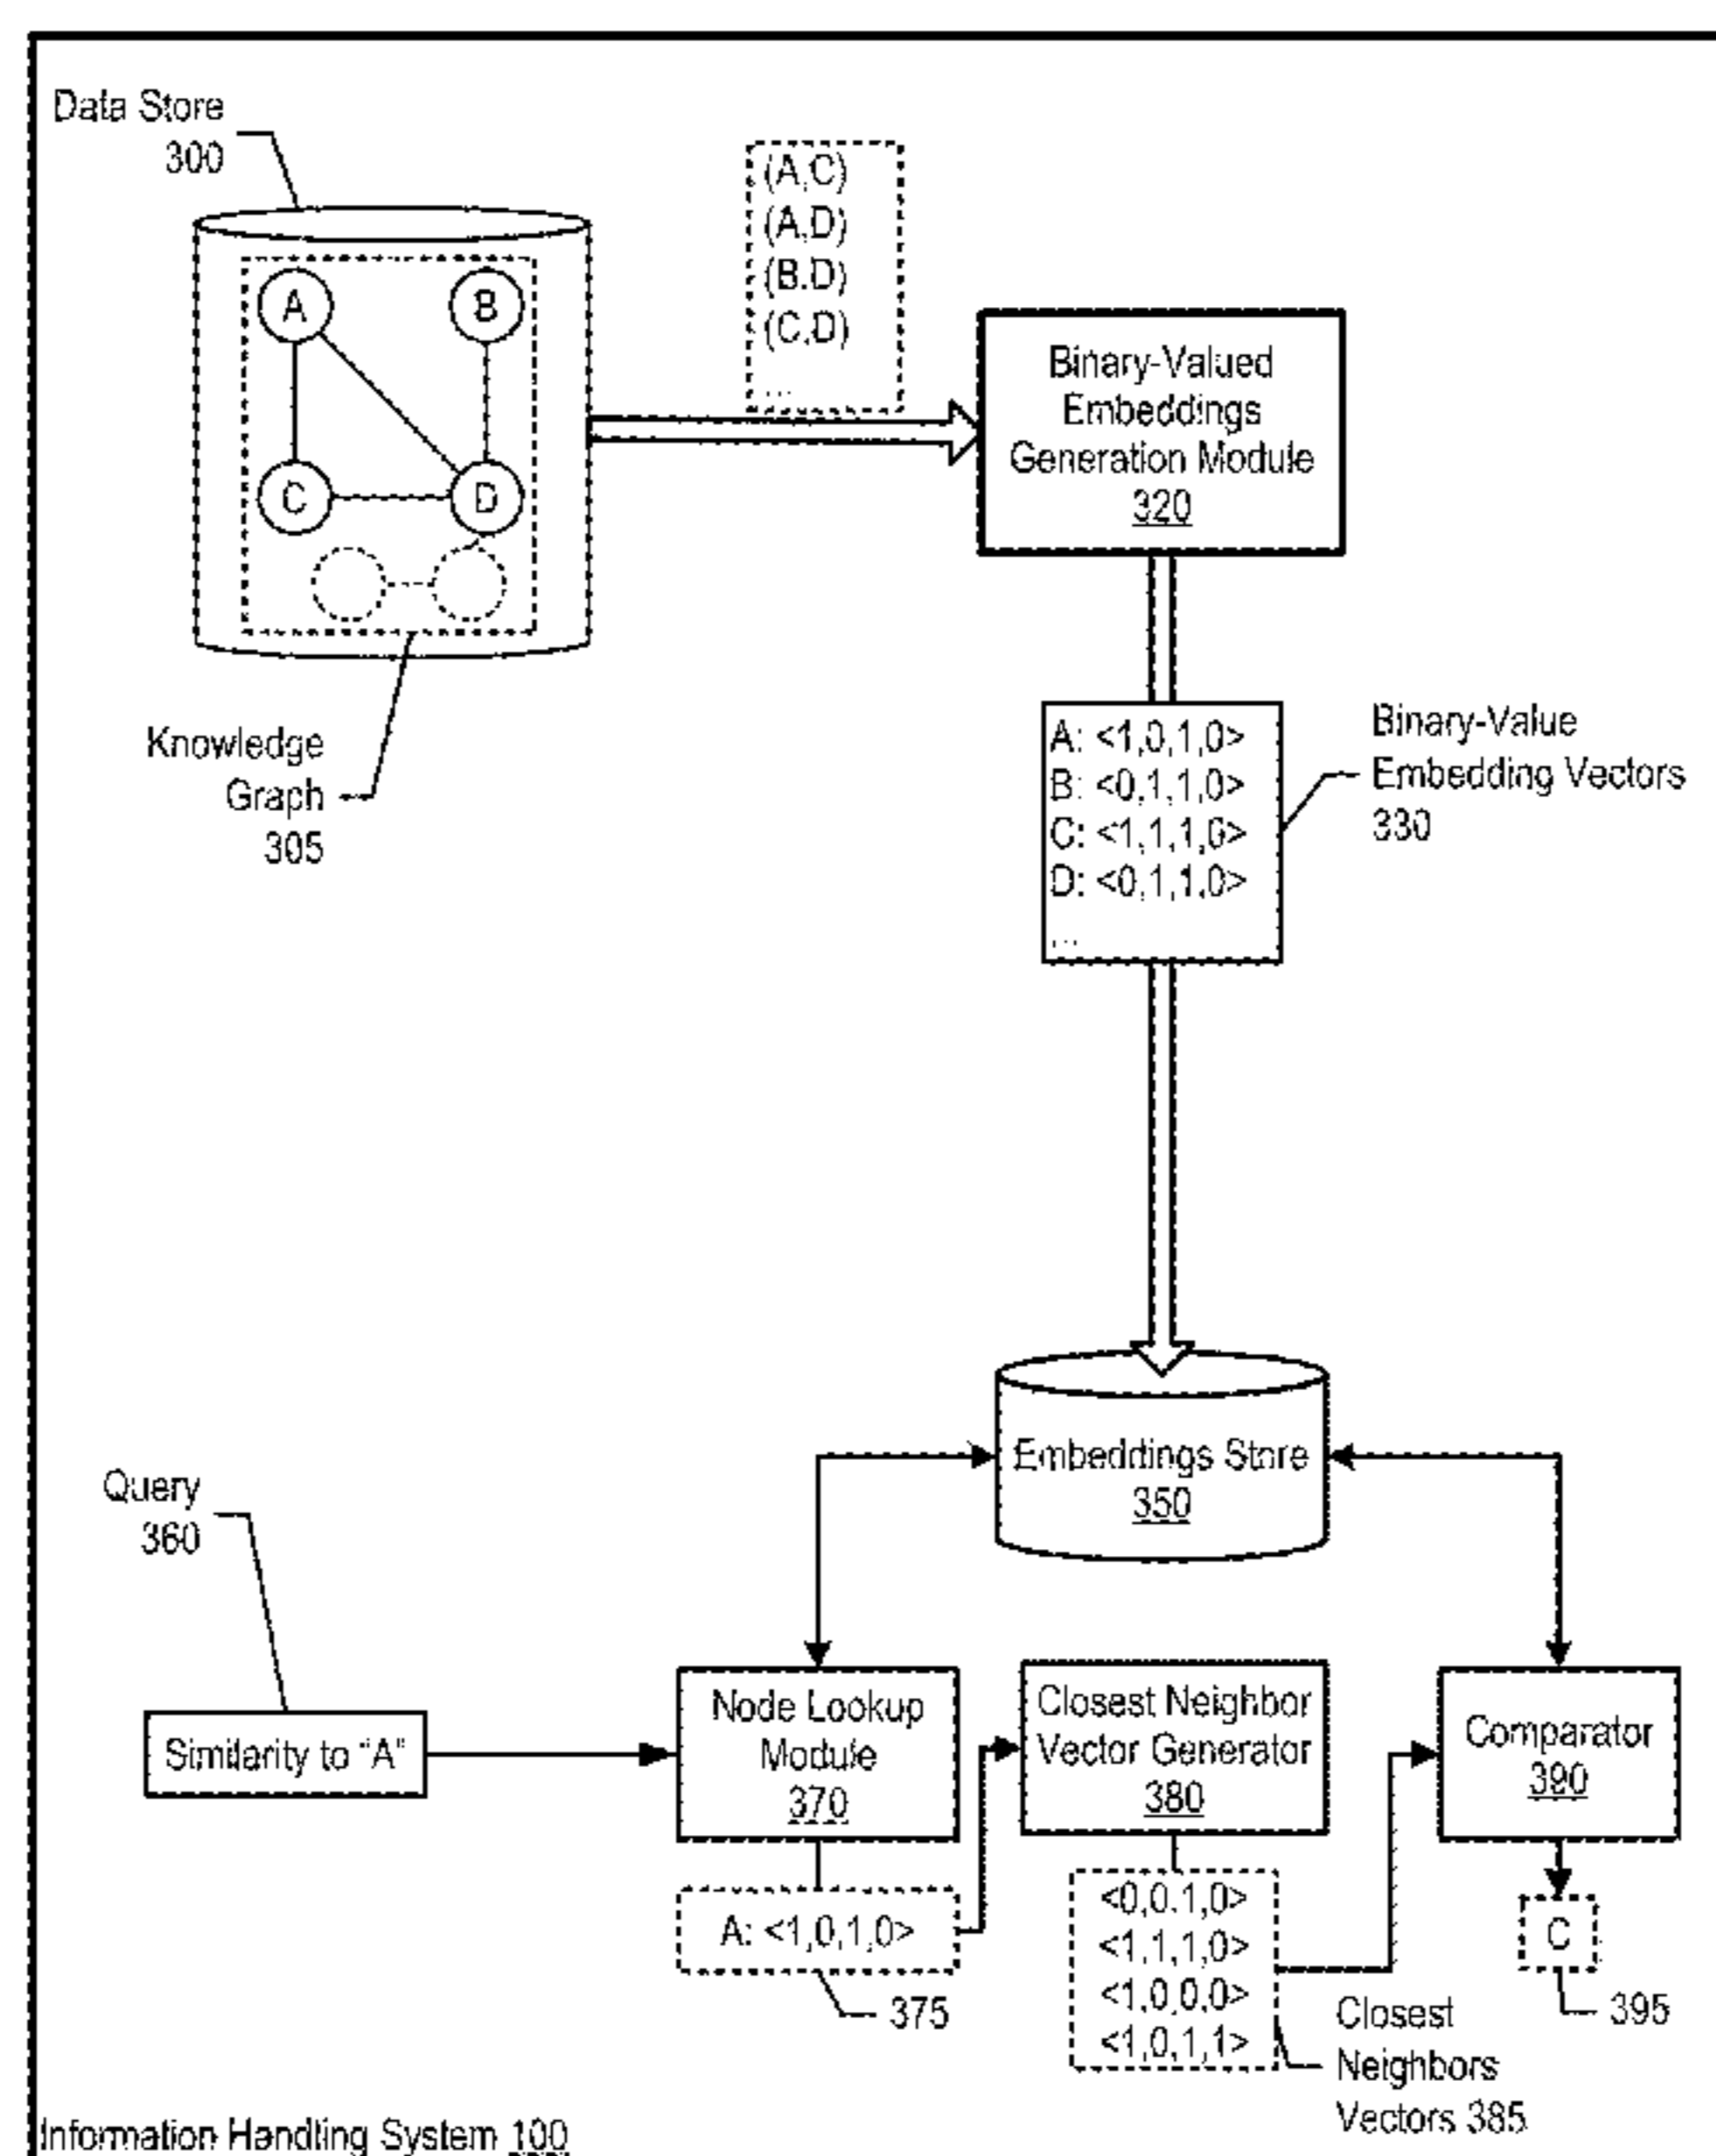 Data Store
300
(A,C)
(A,D)
(B,D)
(C,D)
...
A
B
C
D
Binary-Valued
Embeddings
Generation Module
320
Knowledge
Graph
305
A: <1,0,1,0>
B: <0,1,1,0>
C: <1,1,1,0>
D: <0,1,1,0>
...
Binary-Value
Embedding Vectors
330
Embeddings Store
350
Query
360
Similarity to "A"
Node Lookup
Module
370
Closest Neighbor
Vector Generator
380
Comparator
390
A: <1,0,1,0>
375
<0,0,1,0>
<1,1,1,0>
<1,0,0,0>
<1,0,1,1>
Closest
Neighbors
Vectors 385
C
395
Information Handling System 100